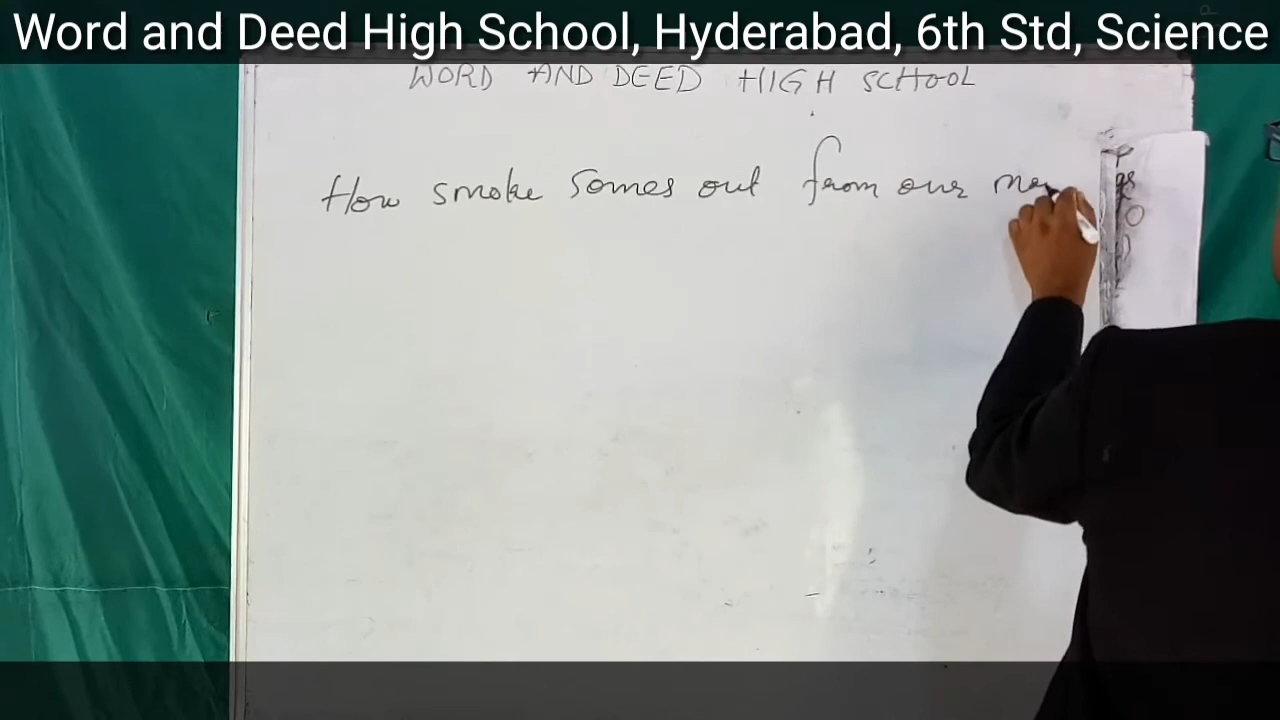 Word and Deed High School, Hyderabad, 6th Std, Science
WORD AND DEED HIGH SCHOOL
How smoke somes out from our